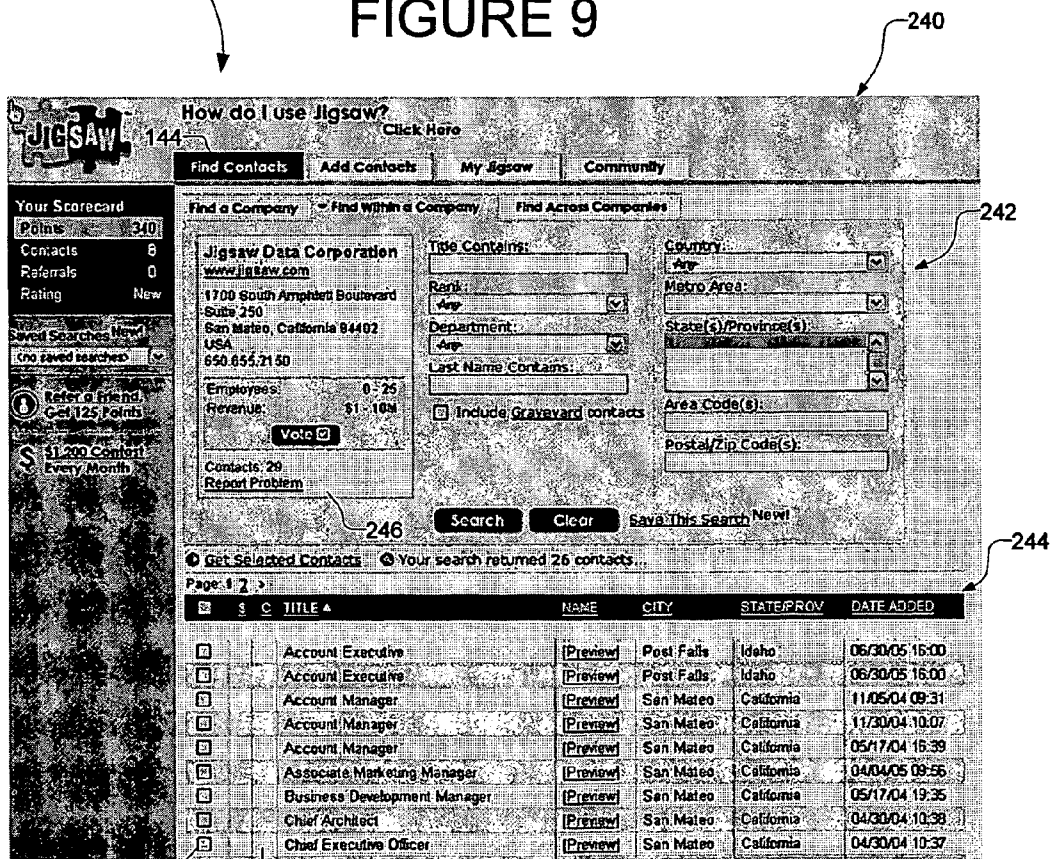 FIGURE 9
240
JIGSAW
How do I use Jigsaw?
Click Here
144
Find Contacts
Add Contacts
My Jigsaw
Community
Your Scorecard
Points 340
Contacts 8
Referrals 0
Rating New
Saved Searches New!
<no saved searches>
Refer a Friend
Get 125 Points
$1,200 Contest
Every Month
Find a Company
Find Within a Company
Find Across Companies
242
Jigsaw Data Corporation
www.jigsaw.com
1700 South Amphlett Boulevard
Suite 250
San Mateo, California 94402
USA
650.655.7150
Employees: 0 - 25
Revenue: $1 - 10M
Vote
Contacts: 29
Report Problem
246
Title Contains:
Rank:
-Any-
Department:
-Any-
Last Name Contains:
Include Graveyard contacts
Country:
-Any-
Metro Area:
State(s)/Province(s):
Area Code(s):
Postal/Zip Code(s):
Search
Clear
Save This Search New!
244
Get Selected Contacts Your search returned 26 contacts...
Page: 1 2 >
S C TITLE ▲ NAME CITY STATE/PROV DATE ADDED
Account Executive [Preview] Post Falls Idaho 06/30/05 16:00
Account Executive [Preview] Post Falls Idaho 06/30/05 16:00
Account Manager [Preview] San Mateo California 11/05/04 09:31
Account Manager [Preview] San Mateo California 11/30/04 10:07
Account Manager [Preview] San Mateo California 05/17/04 16:39
Associate Marketing Manager [Preview] San Mateo California 04/04/05 09:56
Business Development Manager [Preview] San Mateo California 05/17/04 19:35
Chief Architect [Preview] San Mateo California 04/30/04 10:38
Chief Executive Officer [Preview] San Mateo California 04/30/04 10:37